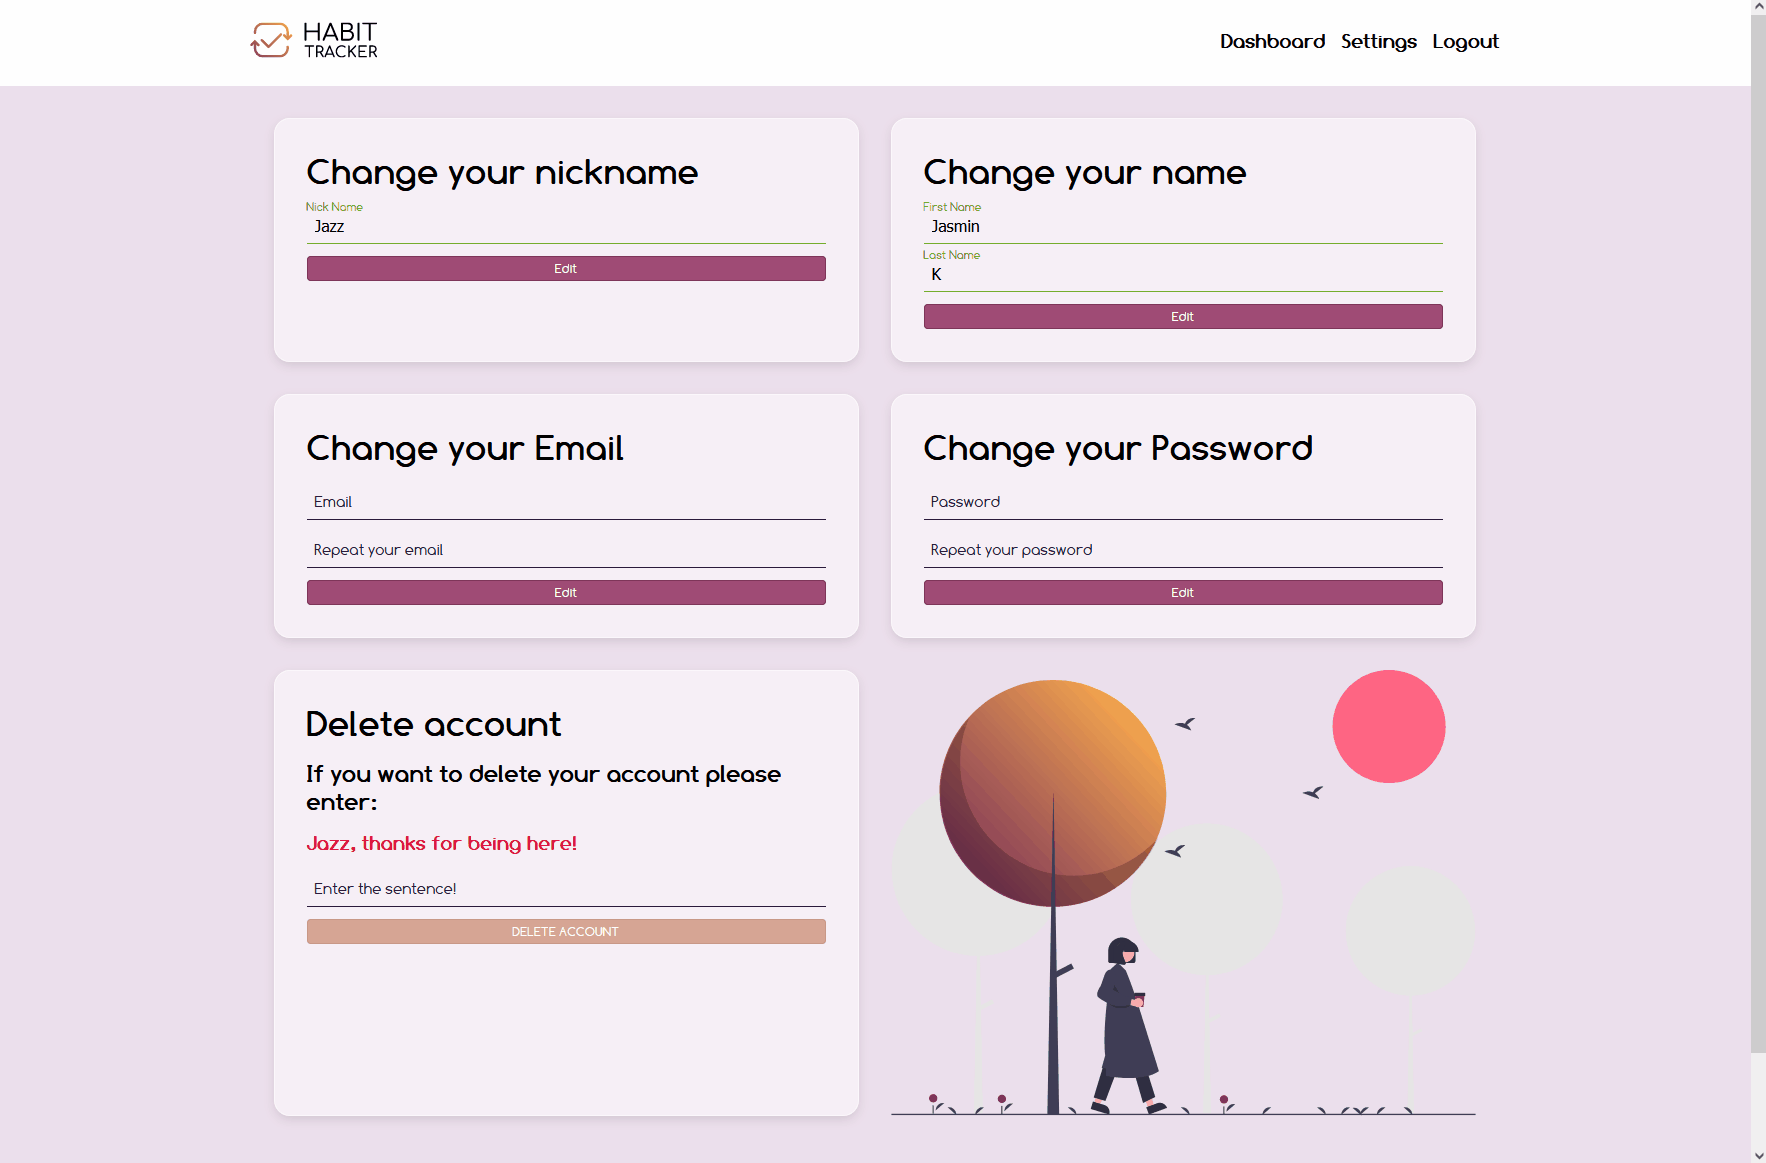 HABIT
TRACKER
Dashboard Settings Logout
Change your nickname
Nick Name
Jazz
Edit
Change your name
First Name
Jasmin
Last Name
K
Edit
Change your Email
Email
Repeat your email
Edit
Change your Password
Password
Repeat your password
Edit
Delete account
If you want to delete your account please
enter:
Jazz, thanks for being here!
Enter the sentence!
DELETE ACCOUNT